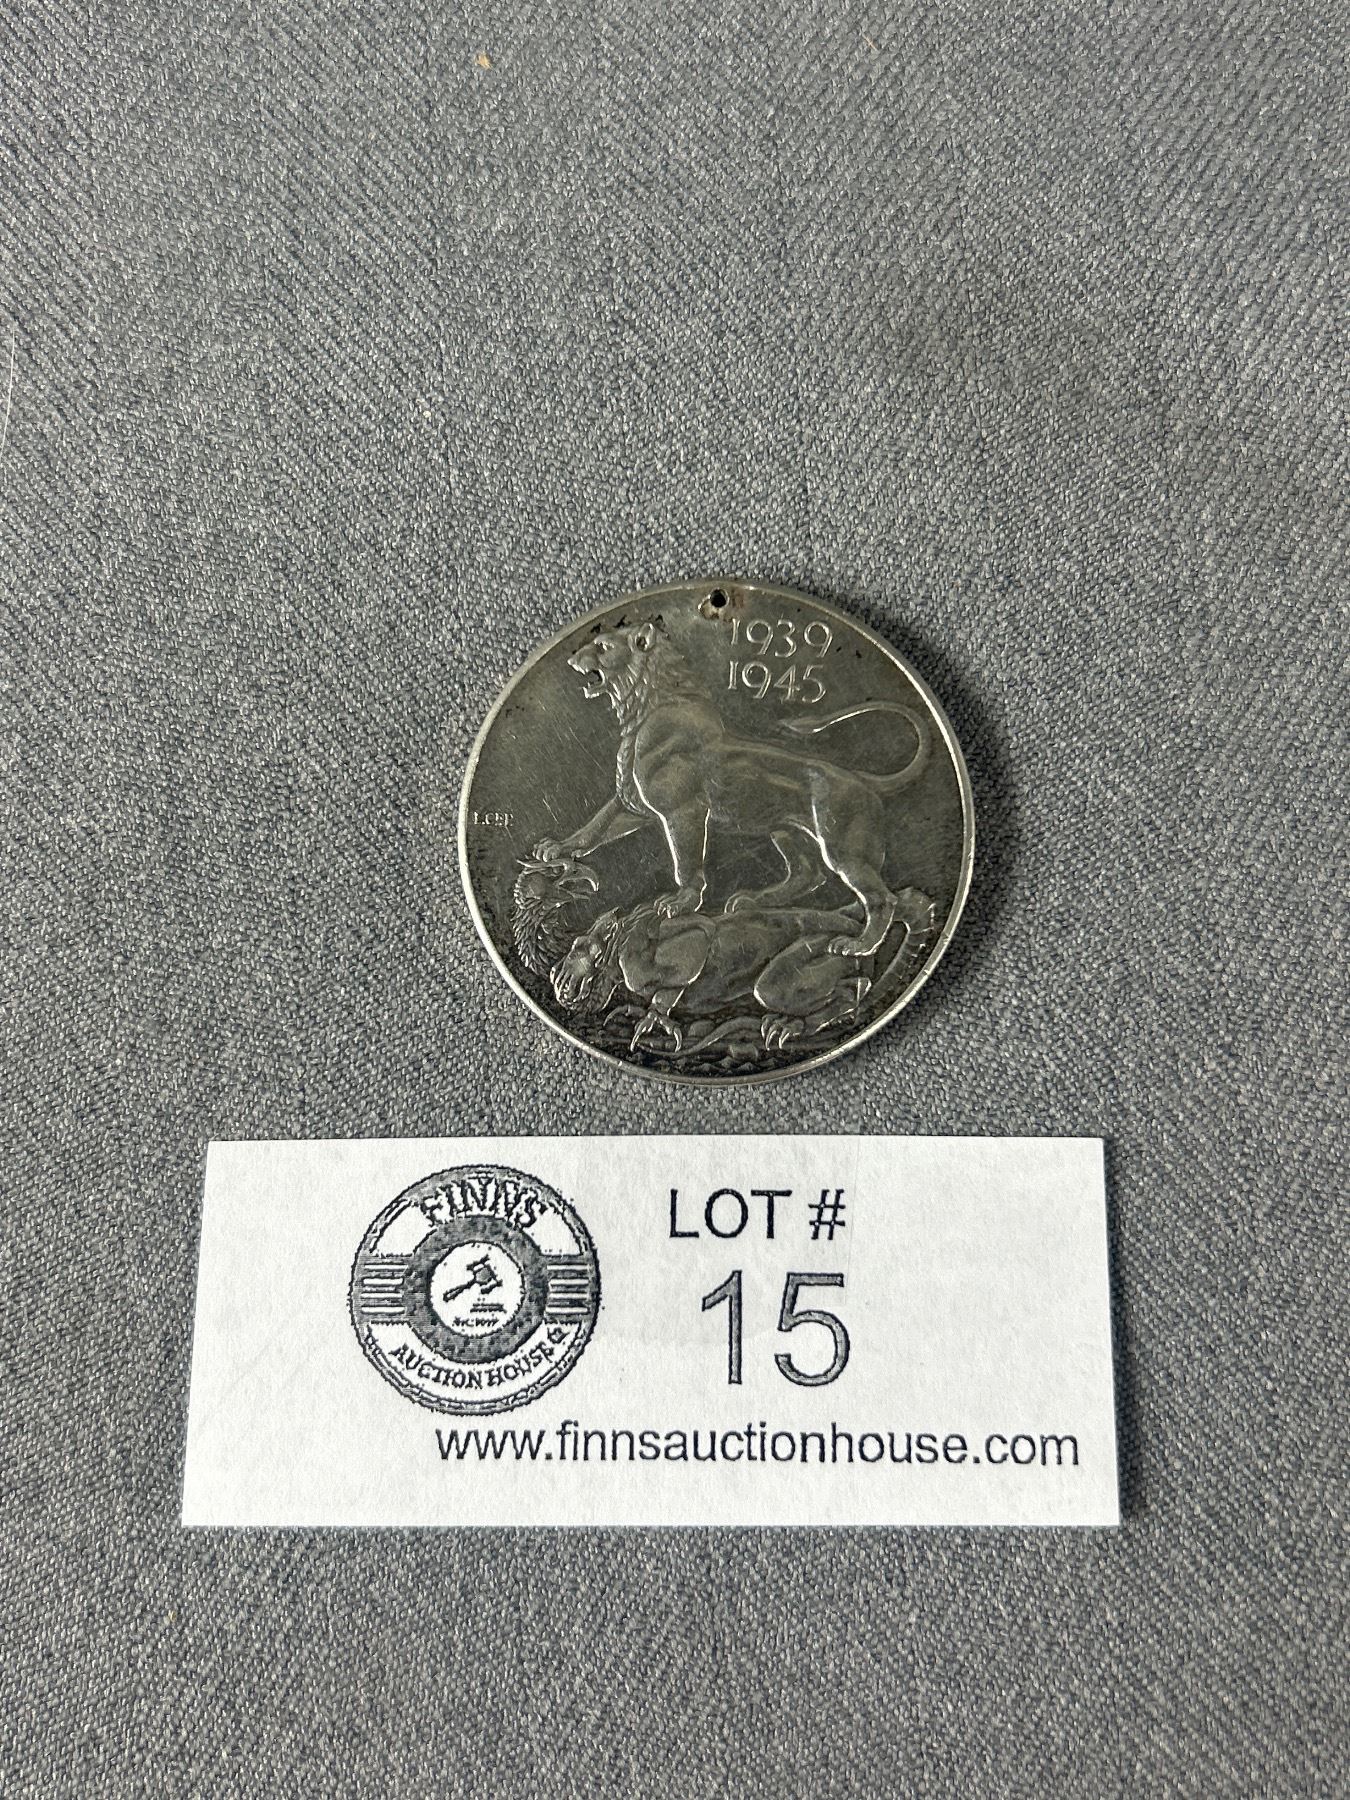 1939
1945
FINNS
LOT #
15
AUCTION HOUSE
www.finnsauctionhouse.com